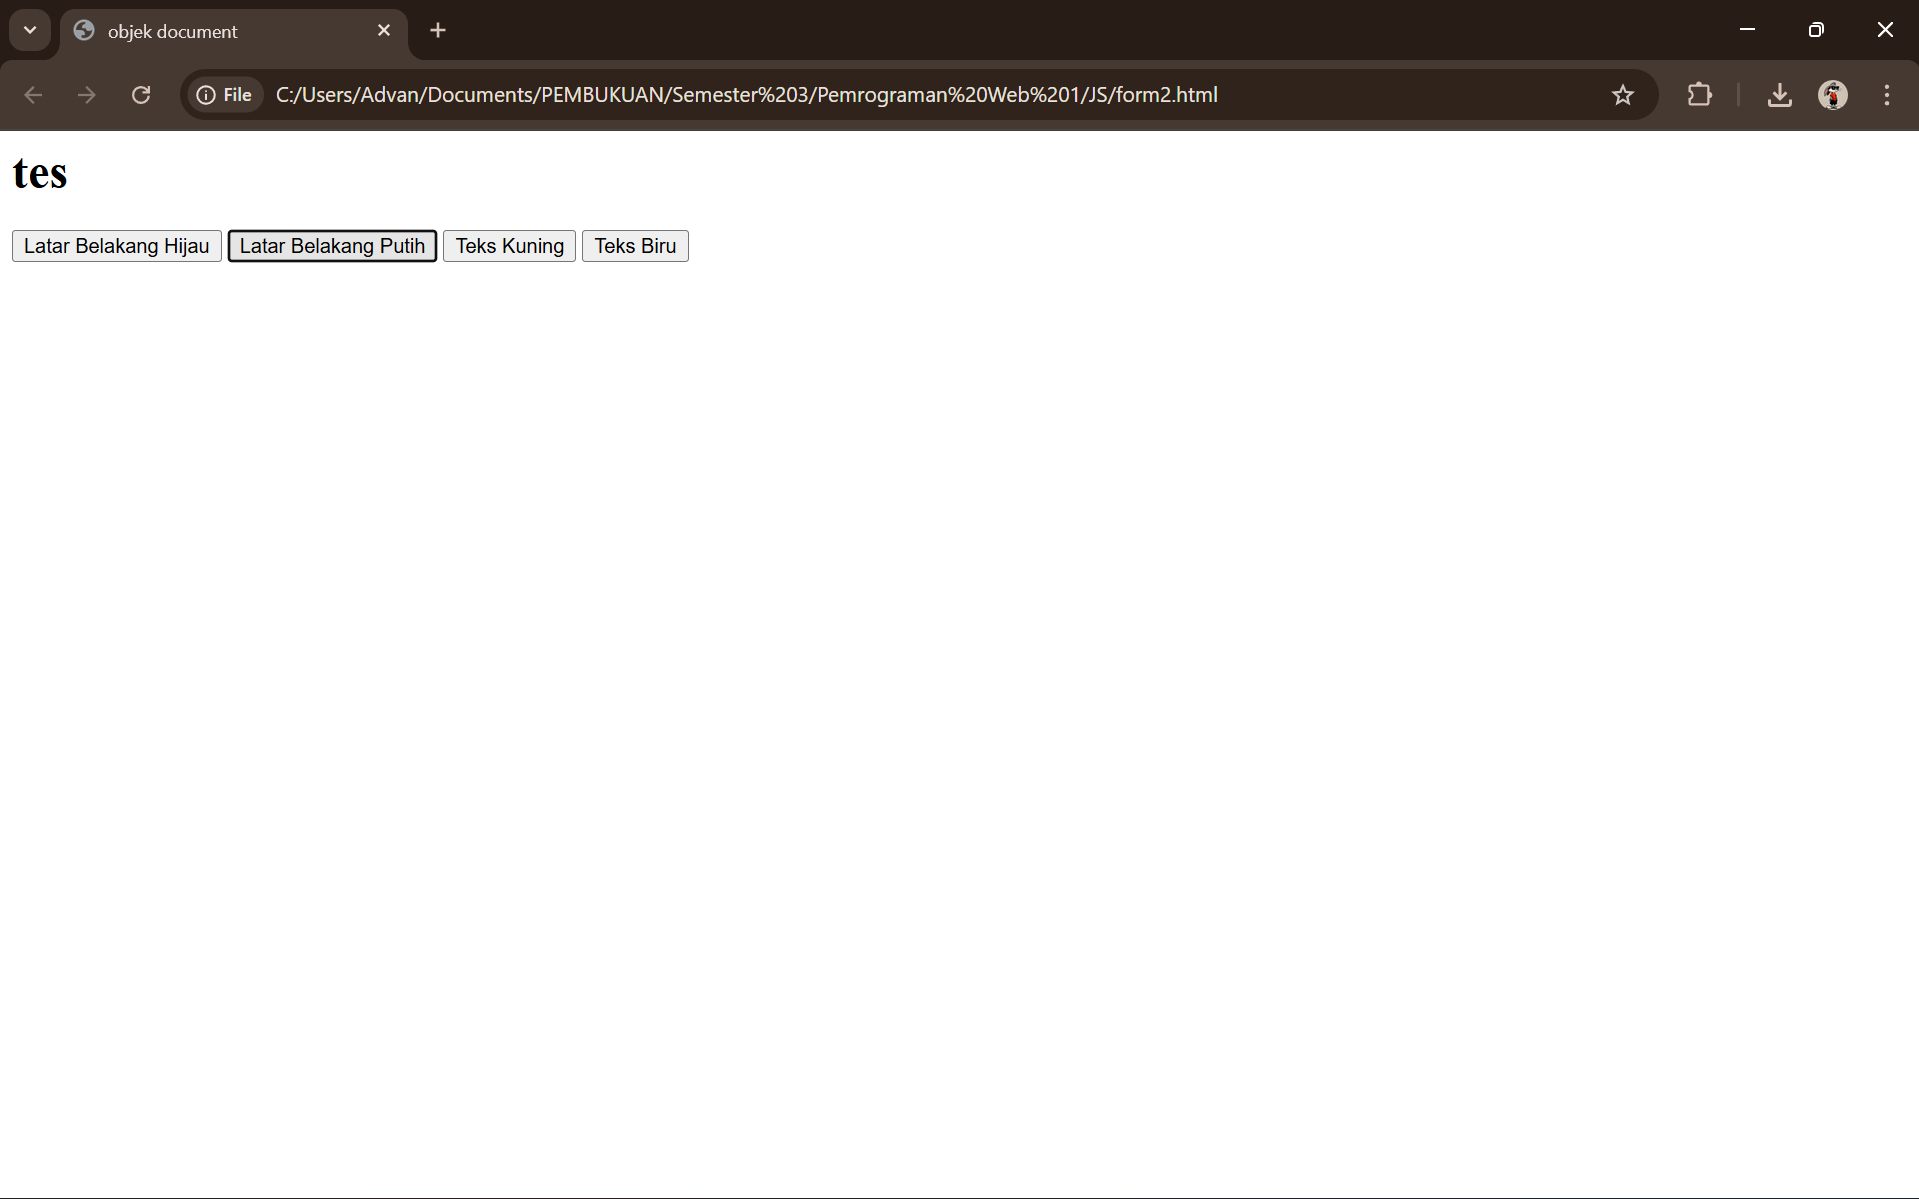 objek document
File C:/Users/Advan/Documents/PEMBUKUAN/Semester%203/Pemrograman%20Web%201/JS/form2.html
tes
Latar Belakang Hijau Latar Belakang Putih Teks Kuning Teks Biru